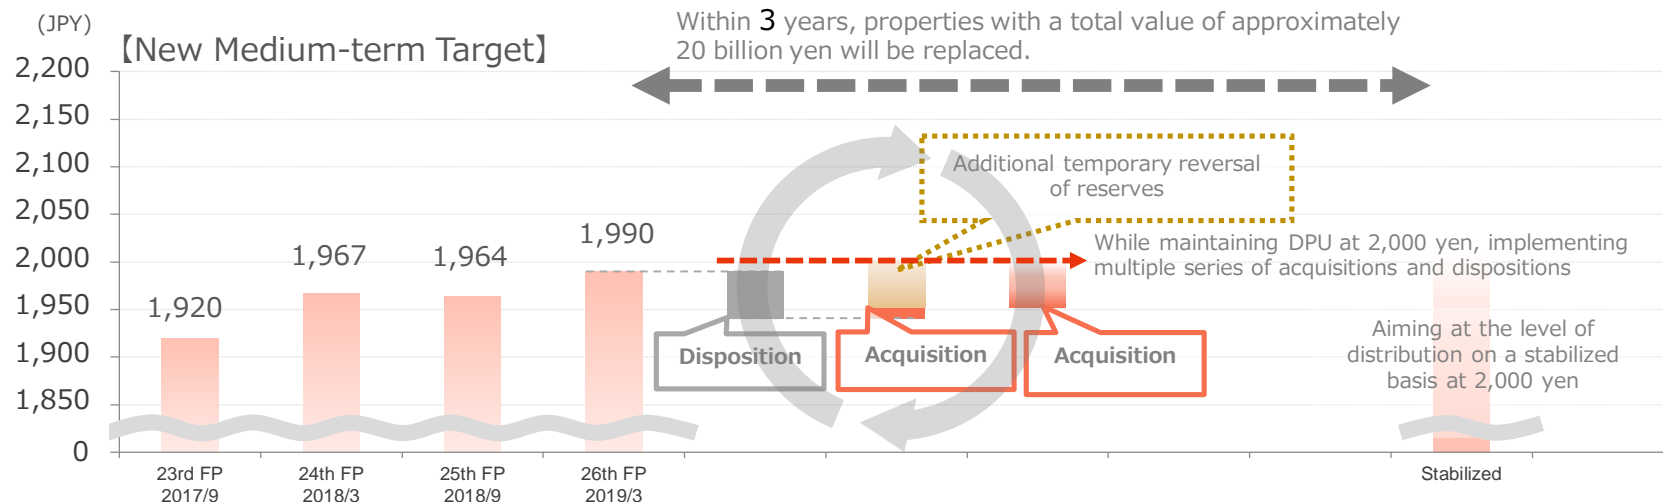 (JPY)
【New Medium-term Target】
Within 3 years, properties with a total value of approximately
20 billion yen will be replaced.
2,200
2,150
2,100
2,050
2,000
1,950
1,900
1,850
0
1,920
1,967
1,964
1,990
Additional temporary reversal
of reserves
While maintaining DPU at 2,000 yen, implementing
multiple series of acquisitions and dispositions
Disposition
Acquisition
Acquisition
Aiming at the level of
distribution on a stabilized
basis at 2,000 yen
23rd FP
2017/9
24th FP
2018/3
25th FP
2018/9
26th FP
2019/3
Stabilized